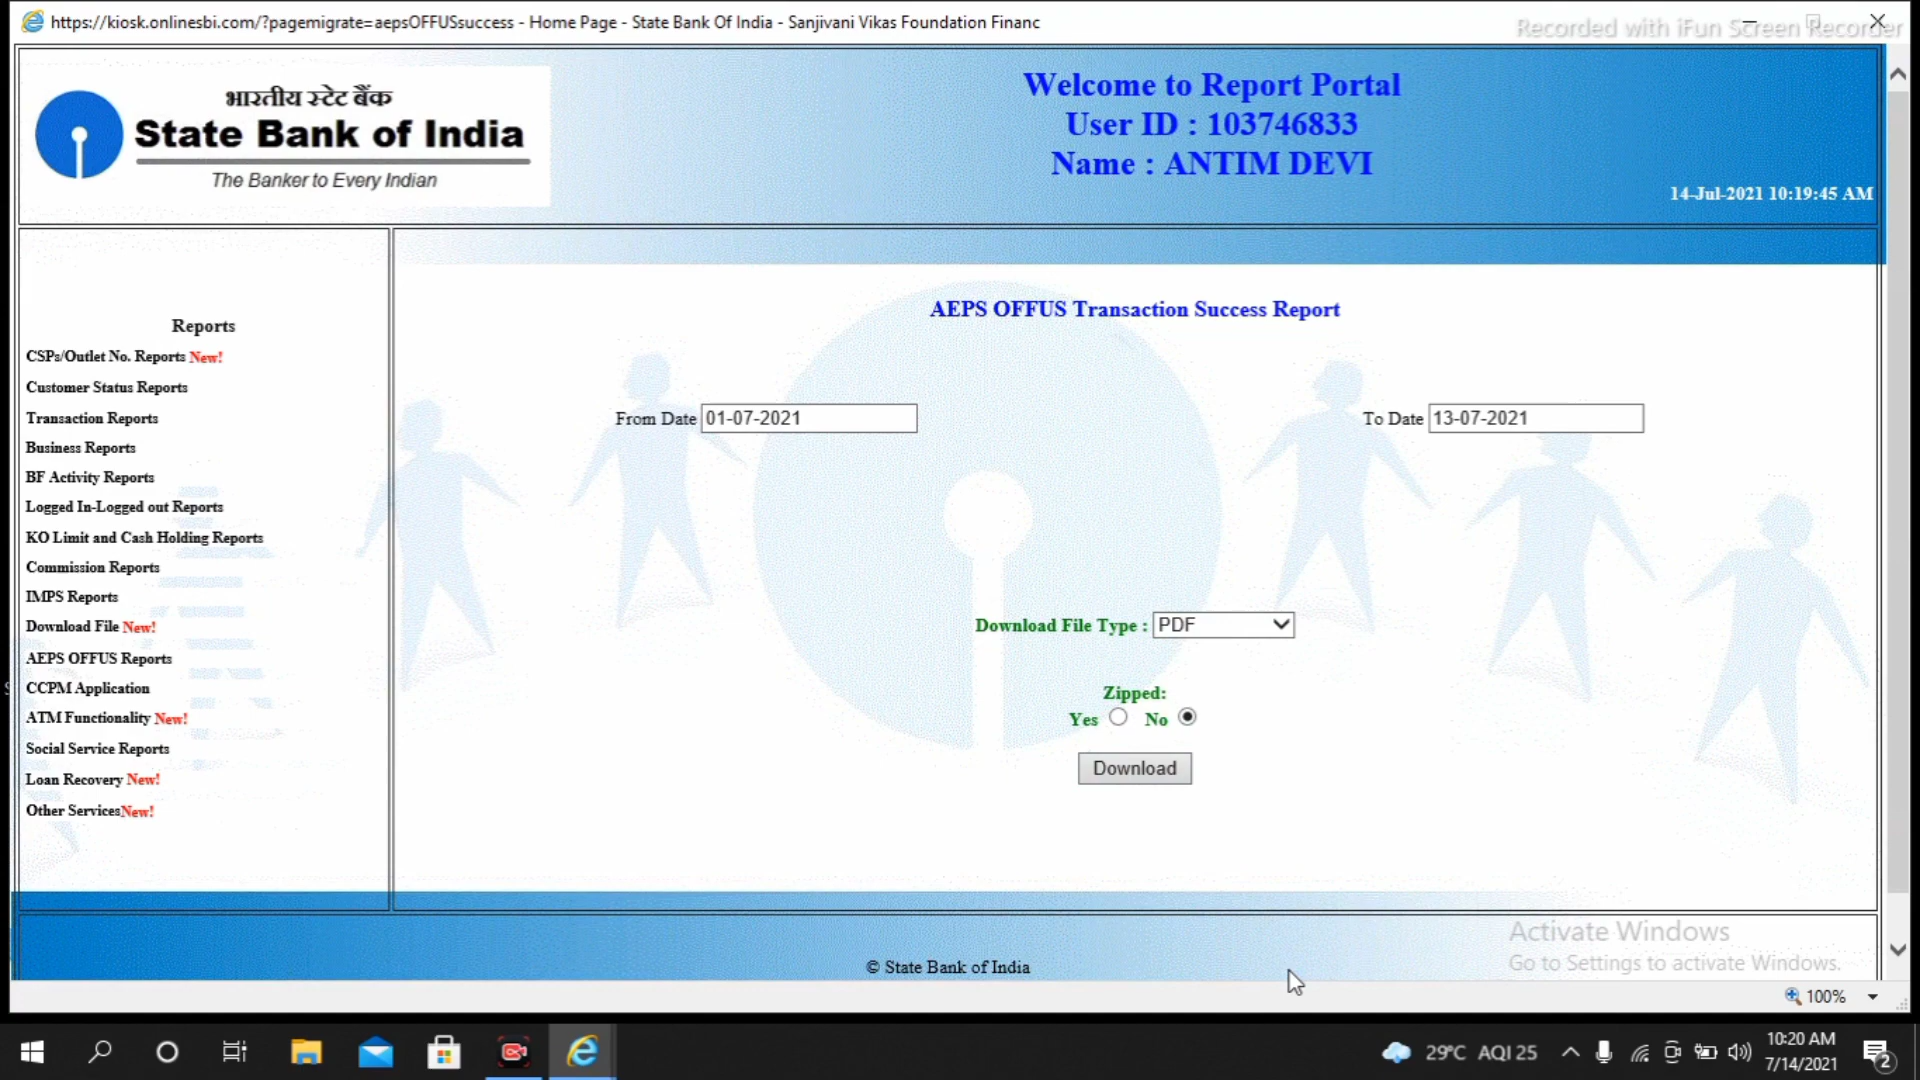 https://kiosk.onlinesbi.com/?pagemigrate=aepsOFFUSsuccess - Home Page - State Bank Of India - Sanjivani Vikas Foundation Financ
Recorded with iFun Screen Recorder
भारतीय स्टेट बैंक
State Bank of India
The Banker to Every Indian
Welcome to Report Portal
User ID : 103746833
Name : ANTIM DEVI
14-Jul-2021 10:19:45 AM
Reports
CSPs/Outlet No. Reports New!
Customer Status Reports
Transaction Reports
Business Reports
BF Activity Reports
Logged In-Logged out Reports
KO Limit and Cash Holding Reports
Commission Reports
IMPS Reports
Download File New!
AEPS OFFUS Reports
CCPM Application
ATM Functionality New!
Social Service Reports
Loan Recovery New!
Other ServicesNew!
AEPS OFFUS Transaction Success Report
From Date 01-07-2021
To Date 13-07-2021
Download File Type : PDF
Zipped:
Yes No
Download
© State Bank of India
Activate Windows
Go to Settings to activate Windows.
100%
29°C AQI 25
10:20 AM
7/14/2021
2